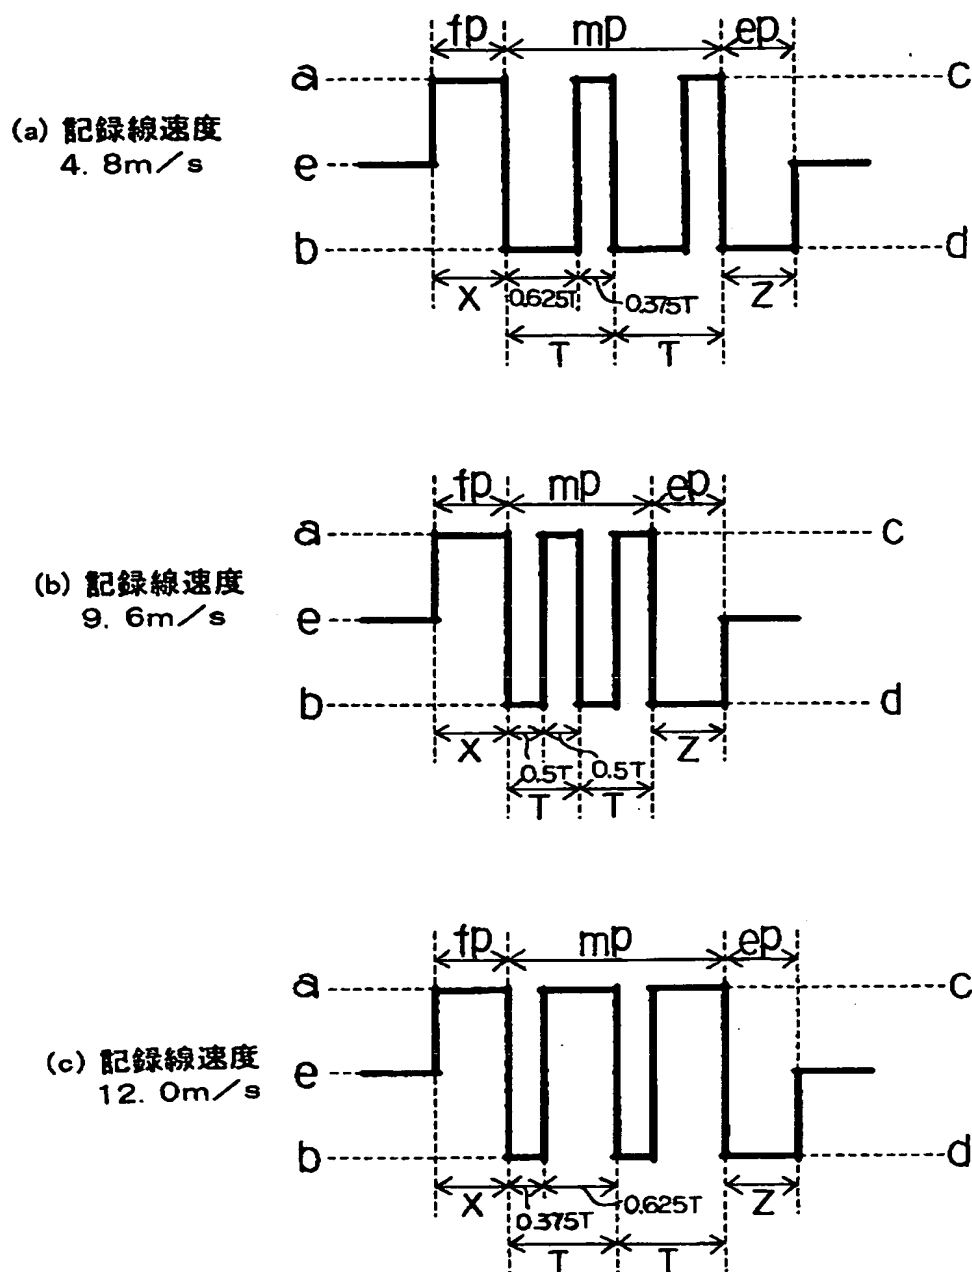 fp mp ep
a c
(a) 記録線速度
4. 8m/s
e
b d
X 0.625T 0.375T Z
T T
fp mp ep
a c
(b) 記録線速度
9. 6m/s
e
b d
X 0.5T 0.5T Z
T T
fp mp ep
a c
(c) 記録線速度
12. 0m/s
e
b d
X 0.375T 0.625T Z
T T